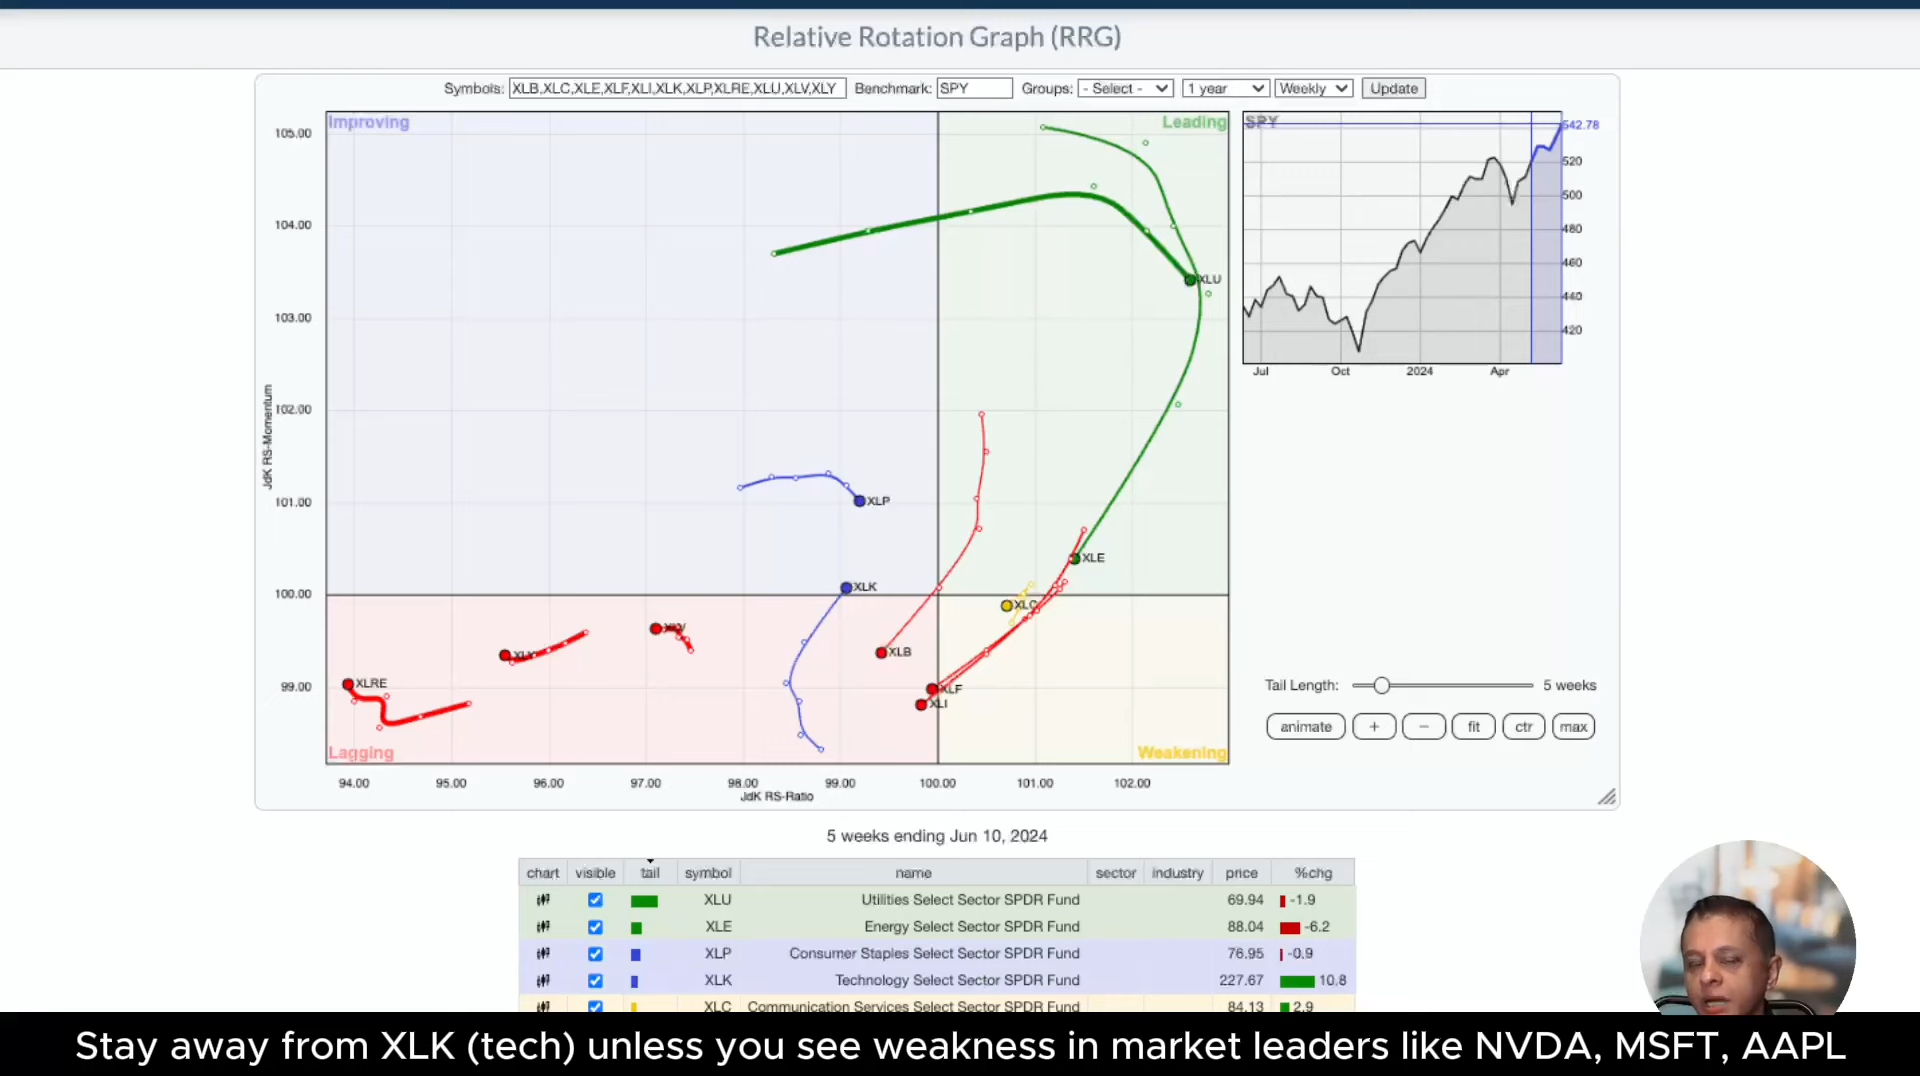 Relative Rotation Graph (RRG)
Symbols: XLB,XLC,XLE,XLF,XLI,XLK,XLP,XLRE,XLU,XLV,XLY Benchmark: SPY Groups: - Select - 1 year Weekly Update
Improving
Leading
105.00
104.00
103.00
102.00
101.00
100.00
99.00
JdK RS-Momentum
XLU
XLP
XLE
XLK
XLC
XLV
XLY
XLB
XLRE
XLF
XLI
Lagging
Weakening
94.00 95.00 96.00 97.00 98.00 99.00 100.00 101.00 102.00
JdK RS-Ratio
SPY
542.78
520
500
480
460
440
420
Jul Oct 2024 Apr
Tail Length: 5 weeks
animate + − fit ctr max
5 weeks ending Jun 10, 2024
chart visible tail symbol name sector industry price %chg
XLU Utilities Select Sector SPDR Fund 69.94 -1.9
XLE Energy Select Sector SPDR Fund 88.04 -6.2
XLP Consumer Staples Select Sector SPDR Fund 76.95 -0.9
XLK Technology Select Sector SPDR Fund 227.67 10.8
XLC Communication Services Select Sector SPDR Fund 84.13 2.9
Stay away from XLK (tech) unless you see weakness in market leaders like NVDA, MSFT, AAPL